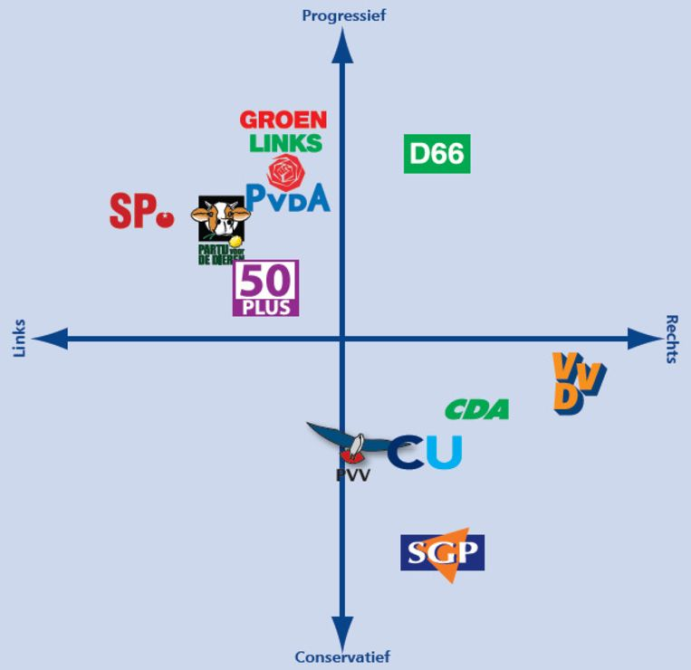 Progressief
GROEN
LINKS
D66
PvdA
SP
PARTIJ voor
DE DIEREN
50
PLUS
Links
Rechts
VVD
CDA
CU
PVV
SGP
Conservatief